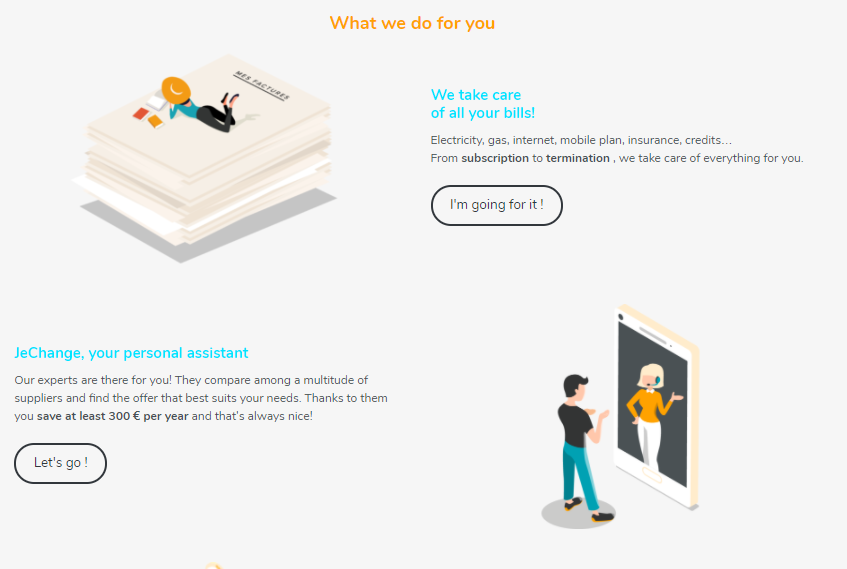 What we do for you
MES FACTURES
We take care
of all your bills!
Electricity, gas, internet, mobile plan, insurance, credits…
From subscription to termination , we take care of everything for you.
I'm going for it !
JeChange, your personal assistant
Our experts are there for you! They compare among a multitude of
suppliers and find the offer that best suits your needs. Thanks to them
you save at least 300 € per year and that's always nice!
Let's go !